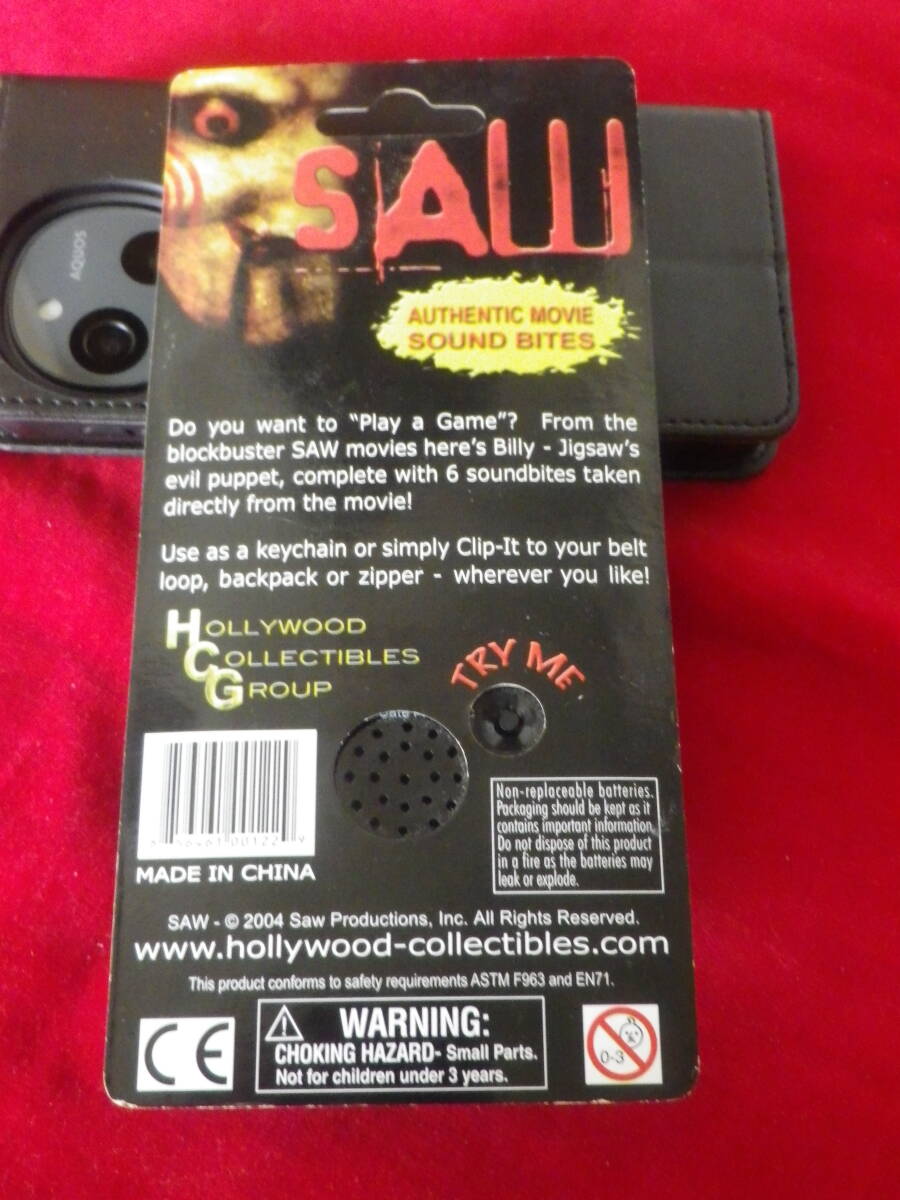 SAW
AQUOS
AUTHENTIC MOVIE
SOUND BITES
Do you want to “Play a Game”? From the
blockbuster SAW movies here’s Billy - Jigsaw’s
evil puppet, complete with 6 soundbites taken
directly from the movie!
Use as a keychain or simply Clip-It to your belt
loop, backpack or zipper - wherever you like!
HOLLYWOOD
COLLECTIBLES
GROUP
TRY ME
Non-replaceable batteries.
Packaging should be kept as it
contains important information.
Do not dispose of this product
in a fire as the batteries may
leak or explode.
MADE IN CHINA
SAW - © 2004 Saw Productions, Inc. All Rights Reserved.
www.hollywood-collectibles.com
This product conforms to safety requirements ASTM F963 and EN71.
CE
WARNING:
CHOKING HAZARD- Small Parts.
Not for children under 3 years.
0-3